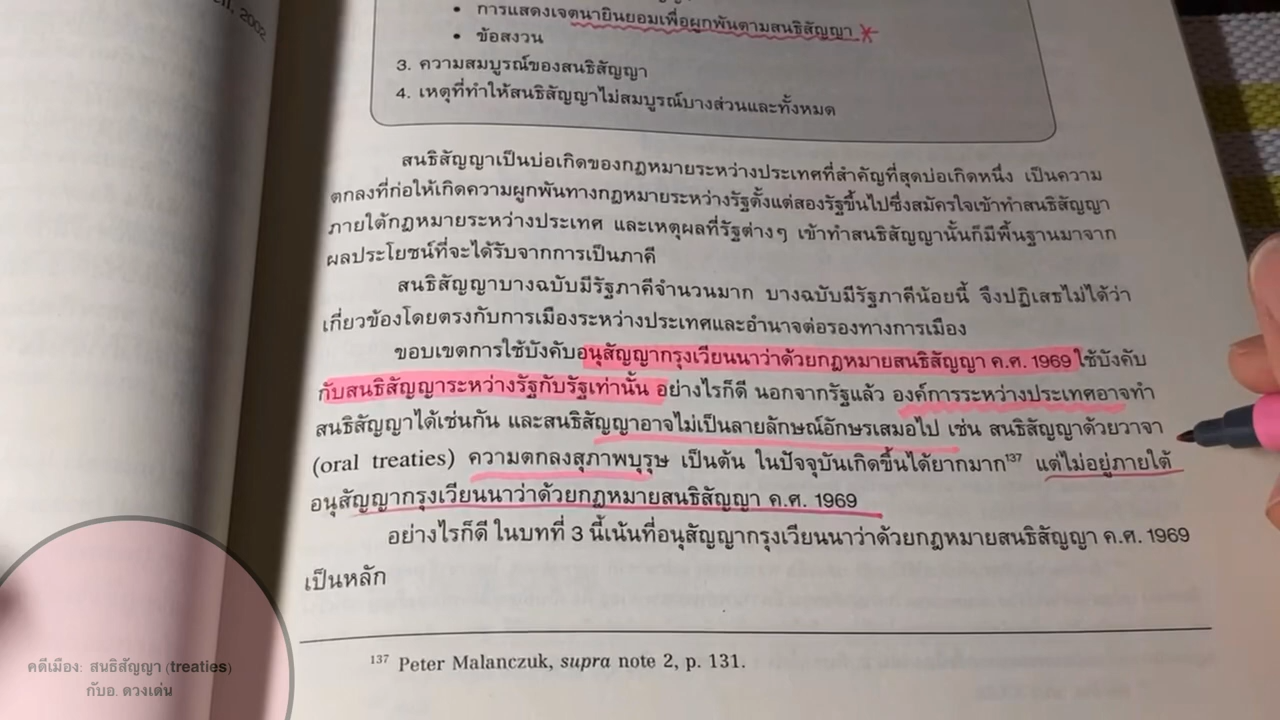 2002
• การแสดงเจตนายินยอมเพื่อผูกพันตามสนธิสัญญา
• ข้อสงวน
3. ความสมบูรณ์ของสนธิสัญญา
4. เหตุที่ทำให้สนธิสัญญาไม่สมบูรณ์บางส่วนและทั้งหมด
สนธิสัญญาเป็นบ่อเกิดของกฎหมายระหว่างประเทศที่สำคัญที่สุดบ่อเกิดหนึ่ง เป็นความ
ตกลงที่ก่อให้เกิดความผูกพันทางกฎหมายระหว่างรัฐตั้งแต่สองรัฐขึ้นไปซึ่งสมัครใจเข้าทำสนธิสัญญา
ภายใต้กฎหมายระหว่างประเทศ และเหตุผลที่รัฐต่างๆ เข้าทำสนธิสัญญานั้นก็มีพื้นฐานมาจาก
ผลประโยชน์ที่จะได้รับจากการเป็นภาคี
สนธิสัญญาบางฉบับมีรัฐภาคีจำนวนมาก บางฉบับมีรัฐภาคีน้อยนี้ จึงปฏิเสธไม่ได้ว่า
เกี่ยวข้องโดยตรงกับการเมืองระหว่างประเทศและอำนาจต่อรองทางการเมือง
ขอบเขตการใช้บังคับอนุสัญญากรุงเวียนนาว่าด้วยกฎหมายสนธิสัญญา ค.ศ. 1969 ใช้บังคับ
กับสนธิสัญญาระหว่างรัฐกับรัฐเท่านั้น อย่างไรก็ดี นอกจากรัฐแล้ว องค์การระหว่างประเทศอาจทำ
สนธิสัญญาได้เช่นกัน และสนธิสัญญาอาจไม่เป็นลายลักษณ์อักษรเสมอไป เช่น สนธิสัญญาด้วยวาจา
(oral treaties) ความตกลงสุภาพบุรุษ เป็นต้น ในปัจจุบันเกิดขึ้นได้ยากมาก137 แต่ไม่อยู่ภายใต้
อนุสัญญากรุงเวียนนาว่าด้วยกฎหมายสนธิสัญญา ค.ศ. 1969
อย่างไรก็ดี ในบทที่ 3 นี้เน้นที่อนุสัญญากรุงเวียนนาว่าด้วยกฎหมายสนธิสัญญา ค.ศ. 1969
เป็นหลัก
137 Peter Malanczuk, supra note 2, p. 131.
คดีเมือง: สนธิสัญญา (treaties)
กับอ. ดวงเด่น